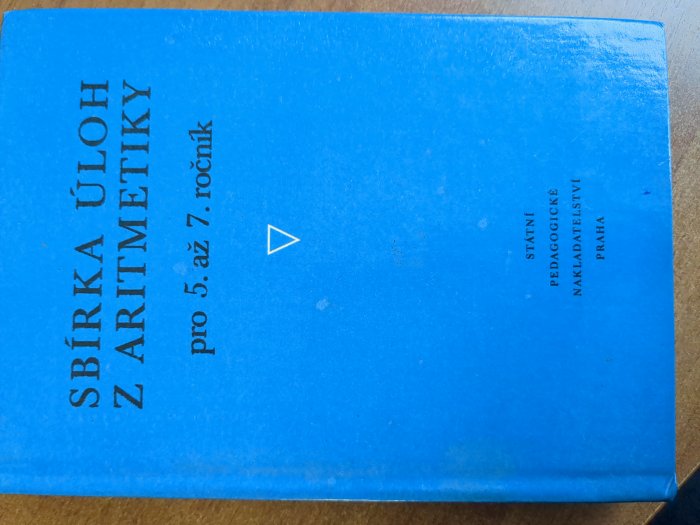 SBÍRKA ÚLOH
Z ARITMETIKY
pro 5. až 7. ročník
STÁTNÍ
PEDAGOGICKÉ
NAKLADATELSTVÍ
PRAHA